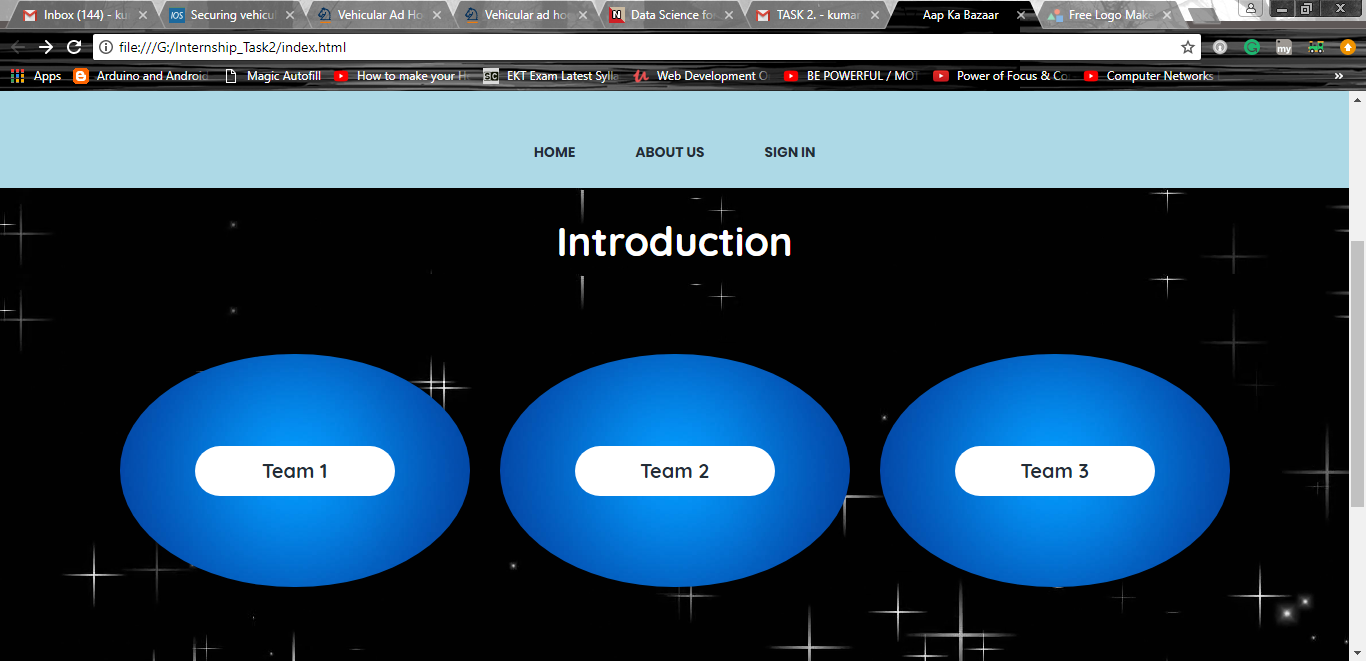 Inbox (144) - ku
Securing vehicu
Vehicular Ad Ho
Vehicular ad hoc
Data Science fo
TASK 2. - kumar
Aap Ka Bazaar
Free Logo Make
file:///G:/Internship_Task2/index.html
Apps
Arduino and Android
Magic Autofill
How to make your H
EKT Exam Latest Sylla
Web Development O
BE POWERFUL / MOT
Power of Focus & Co
Computer Networks
HOME
ABOUT US
SIGN IN
Introduction
Team 1
Team 2
Team 3